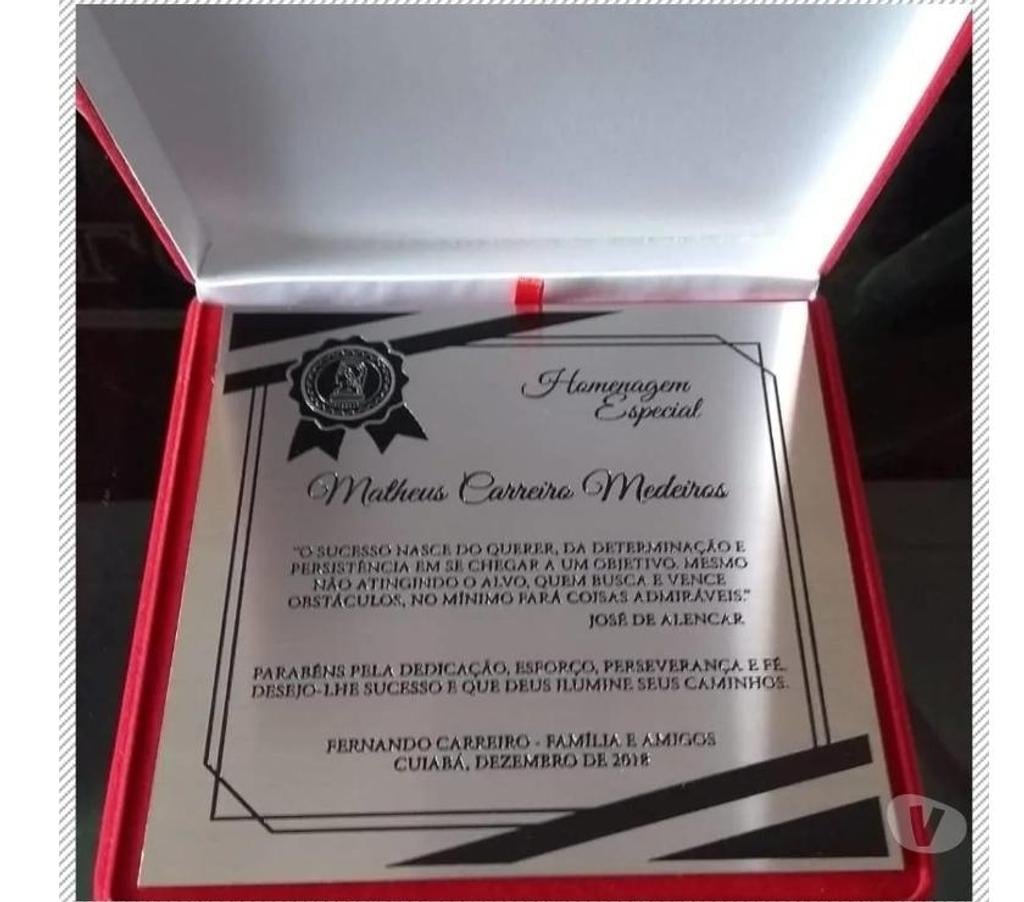 Homenagem
Especial
Matheus Carreiro Medeiros
"O SUCESSO NASCE DO QUERER, DA DETERMINAÇÃO E
PERSISTÊNCIA EM SE CHEGAR A UM OBJETIVO. MESMO
NÃO ATINGINDO O ALVO, QUEM BUSCA E VENCE
OBSTÁCULOS, NO MÍNIMO FARÁ COISAS ADMIRÁVEIS."
JOSÉ DE ALENCAR
PARABÉNS PELA DEDICAÇÃO, ESFORÇO, PERSEVERANÇA E FÉ.
DESEJO-LHE SUCESSO E QUE DEUS ILUMINE SEUS CAMINHOS.
FERNANDO CARREIRO - FAMÍLIA E AMIGOS
CUIABÁ, DEZEMBRO DE 2018
V